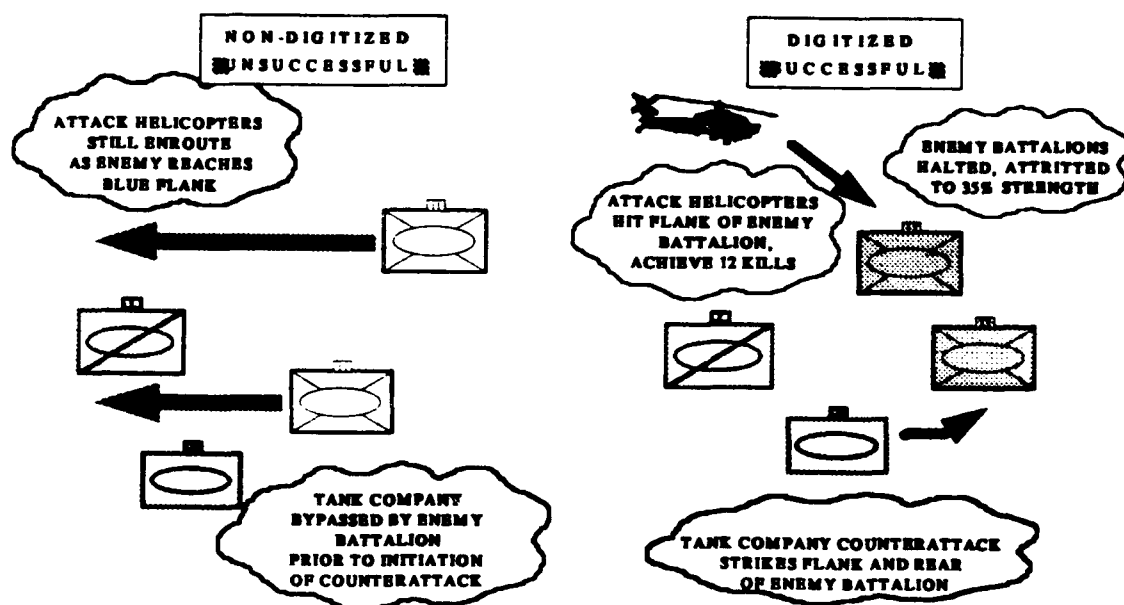 NON-DIGITIZED
UNSUCCESSFUL
ATTACK HELICOPTERS
STILL ENROUTE
AS ENEMY REACHES
BLUE FLANK
TANK COMPANY
BYPASSED BY ENEMY
BATTALION
PRIOR TO INITIATION
OF COUNTERATTACK
DIGITIZED
SUCCESSFUL
ENEMY BATTALIONS
HALTED, ATTRITTED
TO 35% STRENGTH
ATTACK HELICOPTERS
HIT FLANK OF ENEMY
BATTALION,
ACHIEVE 12 KILLS
TANK COMPANY COUNTERATTACK
STRIKES FLANK AND REAR
OF ENEMY BATTALION